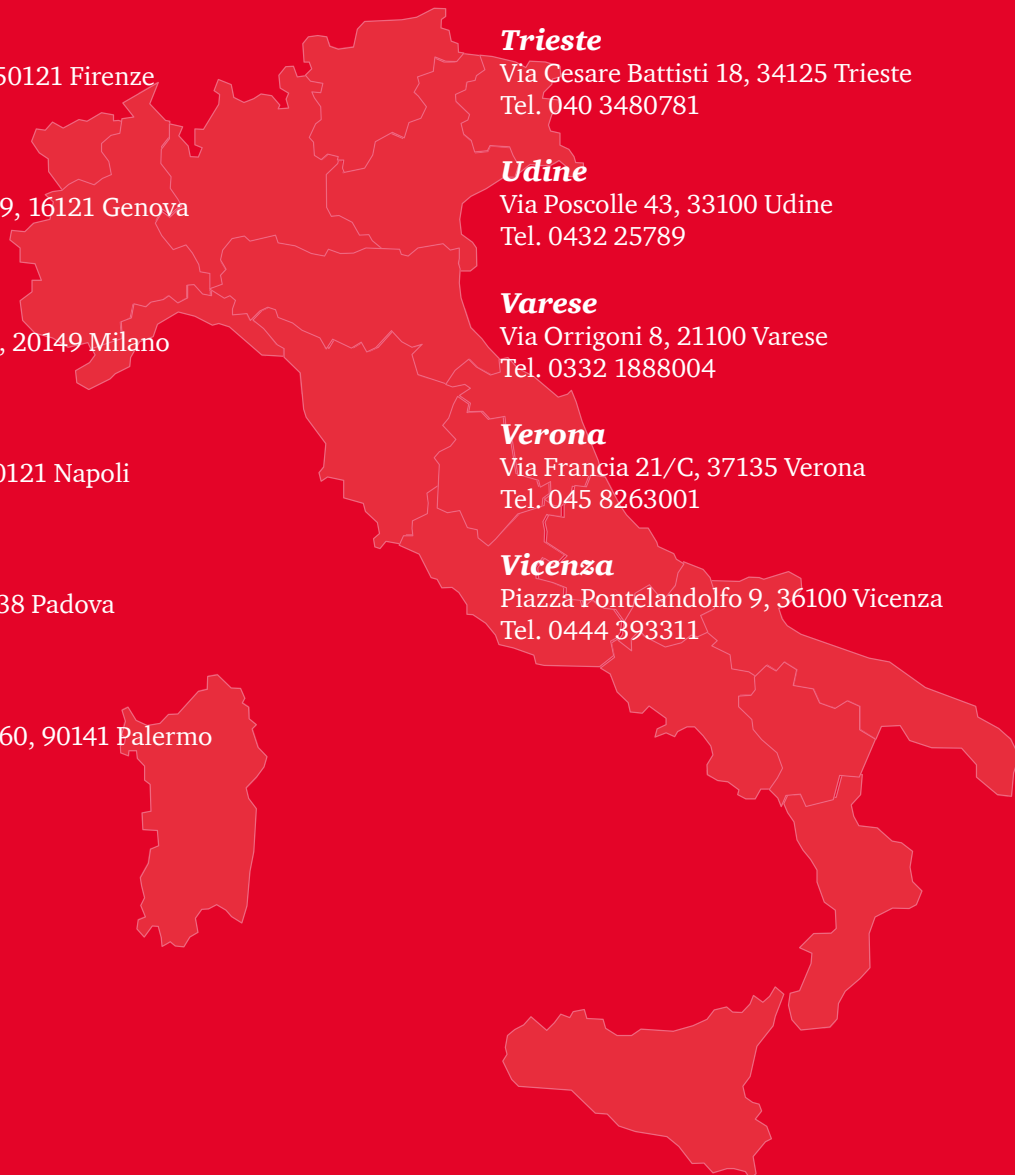 50121 Firenze
9, 16121 Genova
, 20149 Milano
0121 Napoli
38 Padova
60, 90141 Palermo
Trieste
Via Cesare Battisti 18, 34125 Trieste
Tel. 040 3480781
Udine
Via Poscolle 43, 33100 Udine
Tel. 0432 25789
Varese
Via Orrigoni 8, 21100 Varese
Tel. 0332 1888004
Verona
Via Francia 21/C, 37135 Verona
Tel. 045 8263001
Vicenza
Piazza Pontelandolfo 9, 36100 Vicenza
Tel. 0444 393311